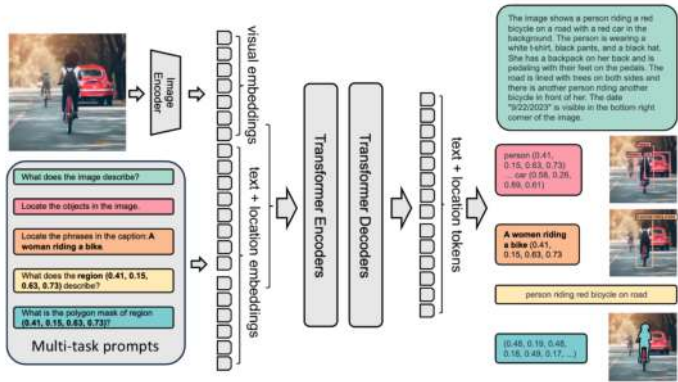 Image
Encoder
visual embeddings
text + location embeddings
Transformer Encoders
Transformer Decoders
text + location tokens
What does the image describe?
Locate the objects in the image.
Locate the phrases in the caption: A
woman riding a bike.
What does the region (0.41, 0.15,
0.63, 0.73) describe?
What is the polygon mask of region
(0.41, 0.15, 0.63, 0.73)?
Multi-task prompts
The image shows a person riding a red
bicycle on a road with a red car in the
background. The person is wearing a
white t-shirt, black pants, and a black hat.
She has a backpack on her back and is
pedaling with their feet on the pedals. The
road is lined with trees on both sides and
there is another person riding another
bicycle in front of her. The date
"9/22/2023" is visible in the bottom right
corner of the image.
person (0.41,
0.15, 0.63, 0.73)
... car (0.58, 0.26,
0.89, 0.61)
A women riding
a bike (0.41,
0.15, 0.63, 0.73
person riding red bicycle on road
(0.48, 0.19, 0.48,
0.18, 0.49, 0.17, ...)